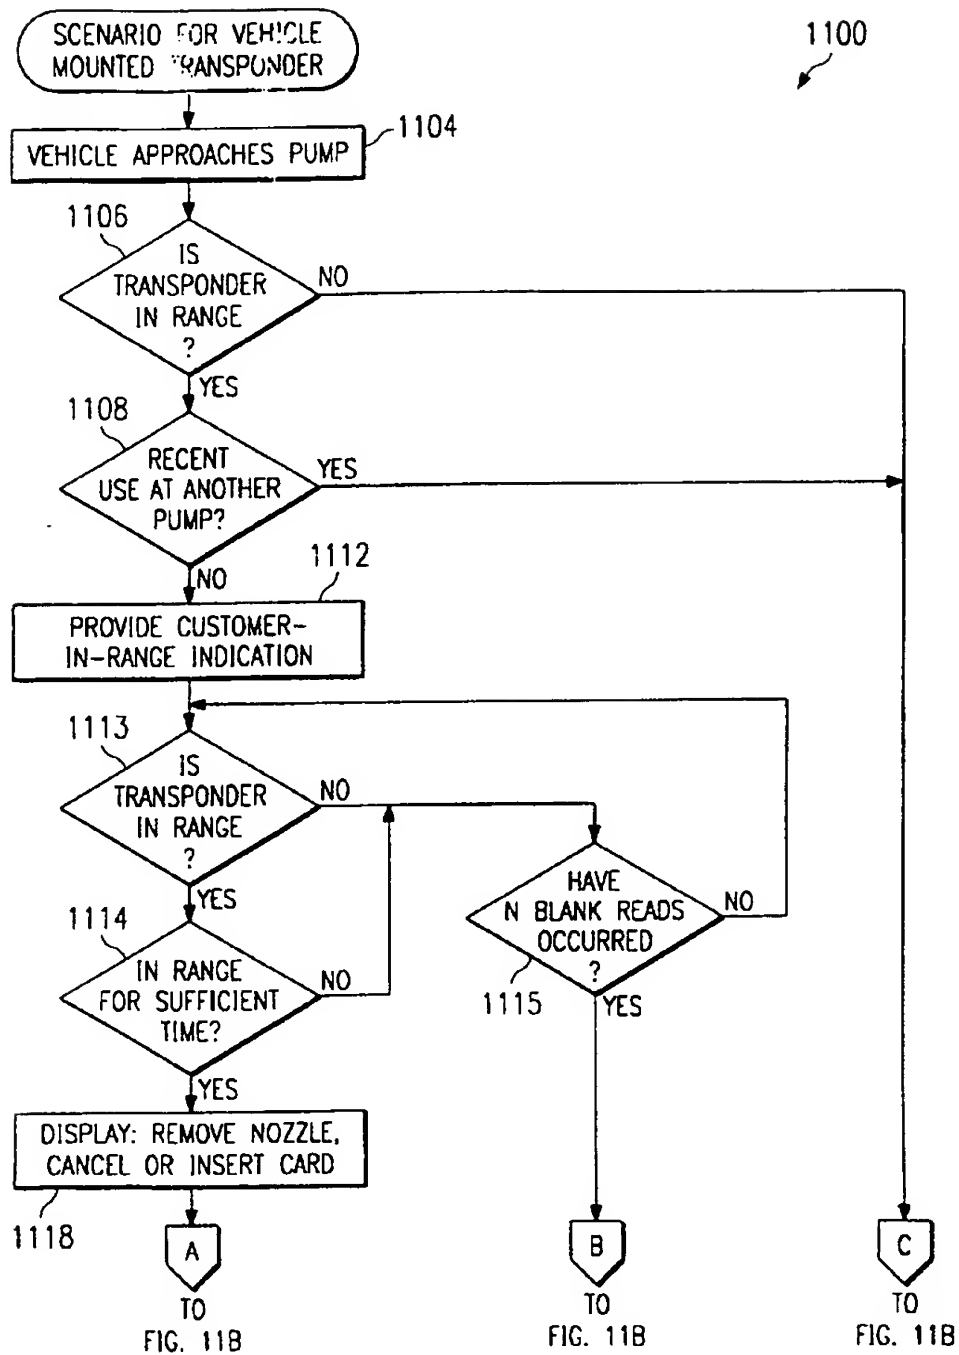 SCENARIO FOR VEHICLE
MOUNTED TRANSPONDER
1100
1104
VEHICLE APPROACHES PUMP
1106
IS
TRANSPONDER
IN RANGE
?
NO
YES
1108
RECENT
USE AT ANOTHER
PUMP?
YES
NO
1112
PROVIDE CUSTOMER-
IN-RANGE INDICATION
1113
IS
TRANSPONDER
IN RANGE
?
NO
YES
HAVE
N BLANK READS
OCCURRED
?
NO
1115
YES
1114
IN RANGE
FOR SUFFICIENT
TIME?
NO
YES
DISPLAY: REMOVE NOZZLE,
CANCEL OR INSERT CARD
1118
A
TO
FIG. 11B
B
TO
FIG. 11B
C
TO
FIG. 11B